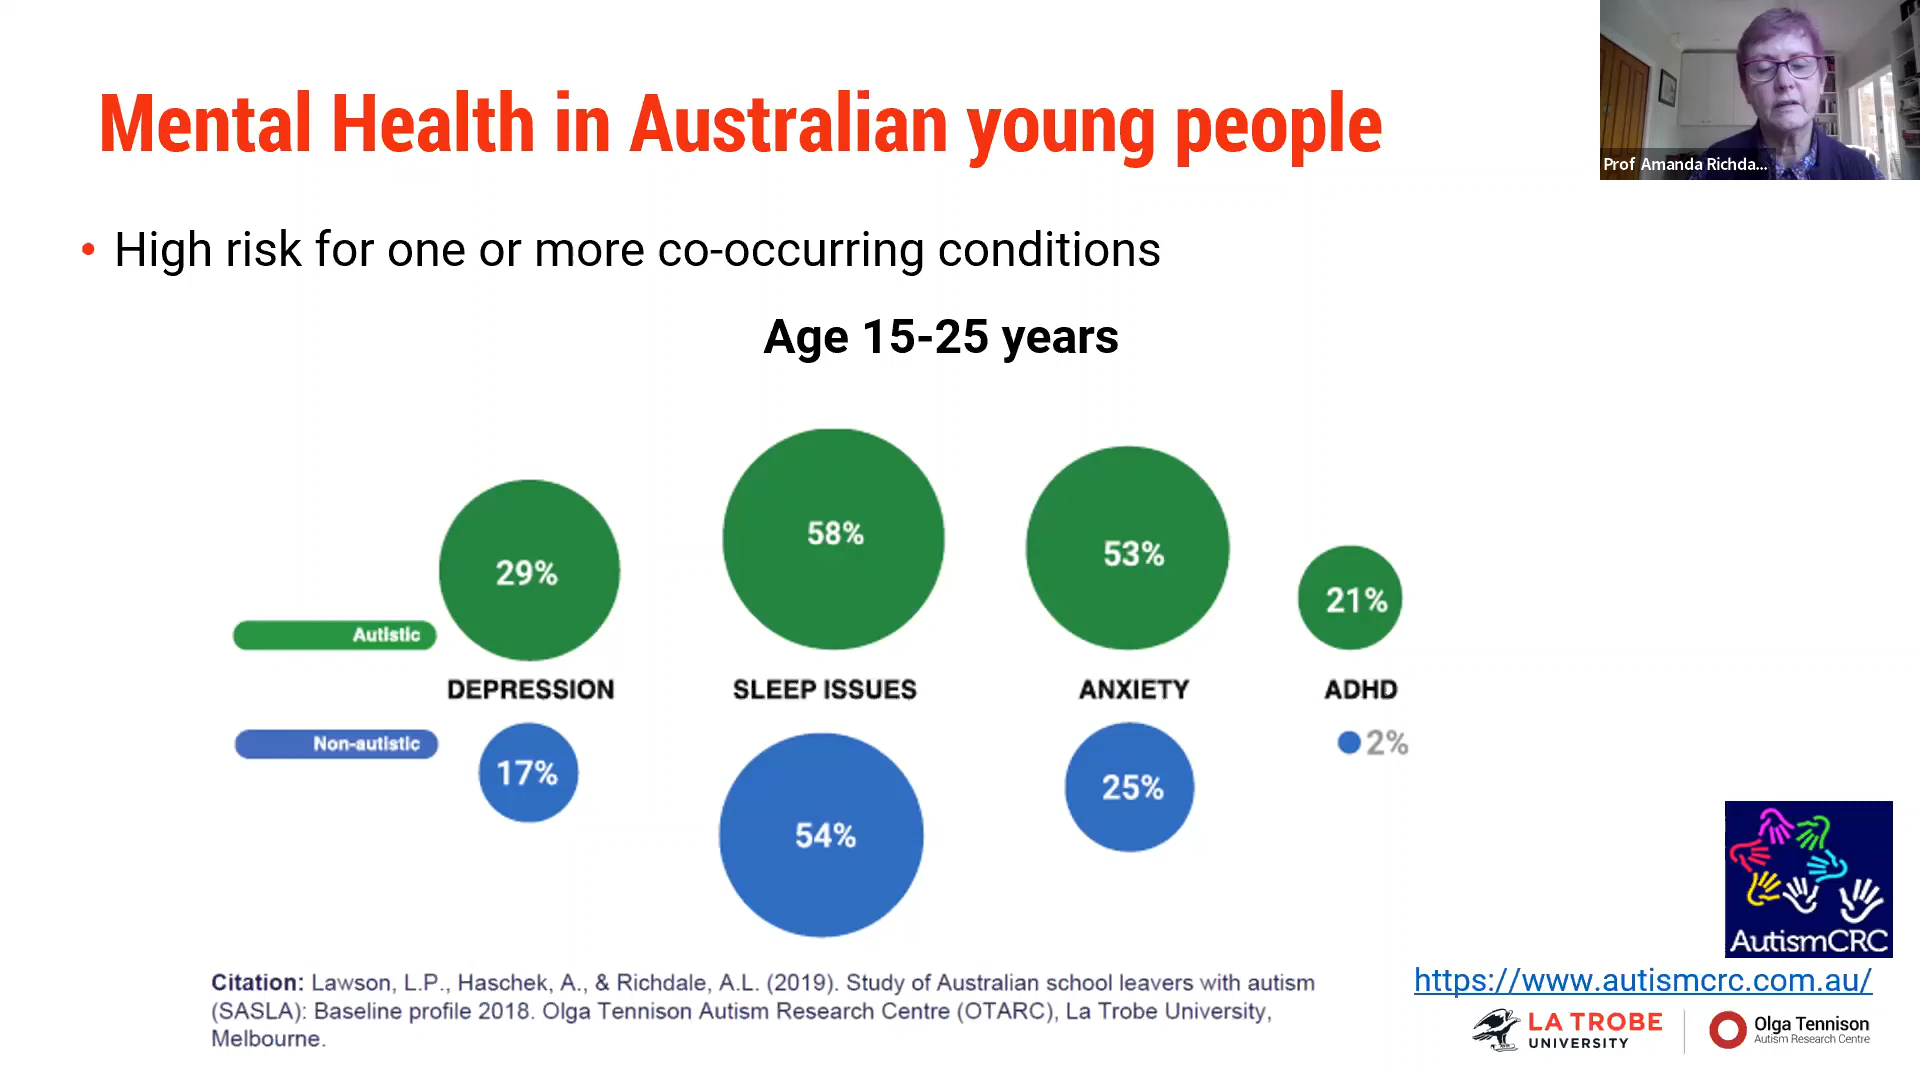 Mental Health in Australian young people
Prof Amanda Richda...
• High risk for one or more co-occurring conditions
Age 15-25 years
29%
58%
53%
21%
Autistic
DEPRESSION
SLEEP ISSUES
ANXIETY
ADHD
Non-autistic
17%
54%
25%
2%
AutismCRC
Citation: Lawson, L.P., Haschek, A., & Richdale, A.L. (2019). Study of Australian school leavers with autism
(SASLA): Baseline profile 2018. Olga Tennison Autism Research Centre (OTARC), La Trobe University,
Melbourne.
https://www.autismcrc.com.au/
LA TROBE
UNIVERSITY
Olga Tennison
Autism Research Centre